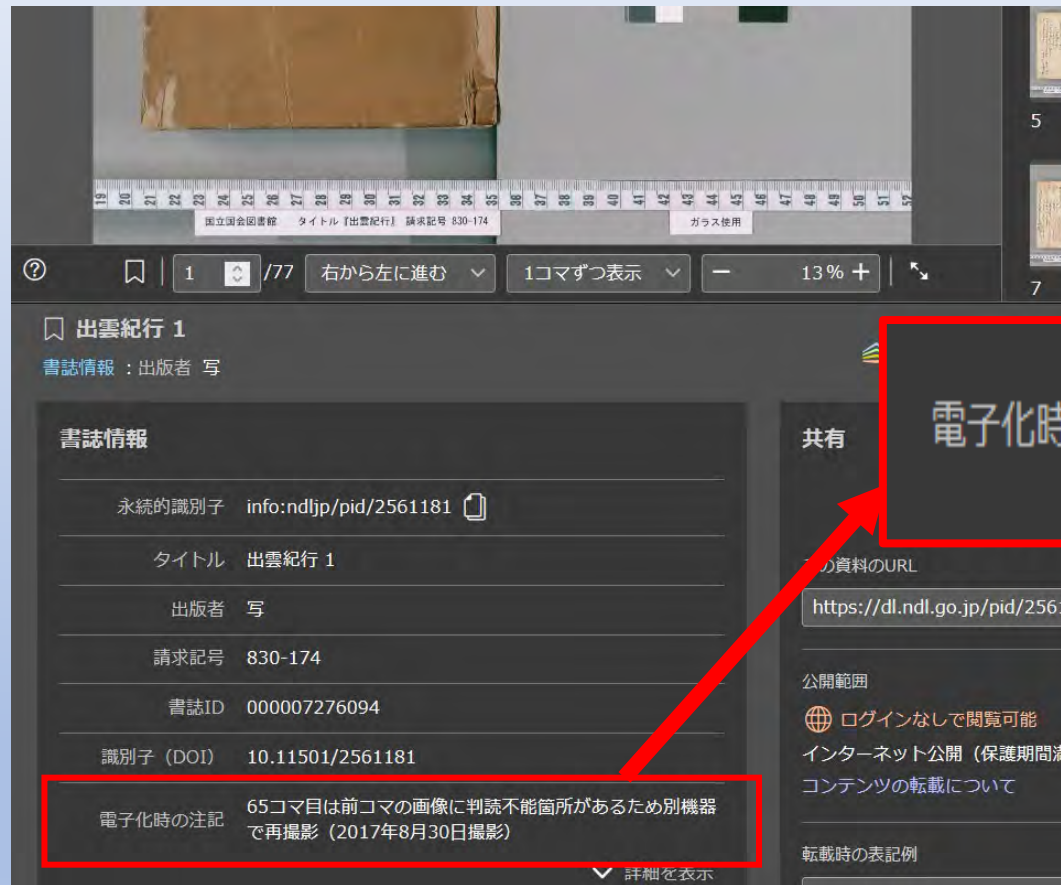 19 20 21 22 23 24 25 26 27 28 29 30 31 32 33 34 35 36 37 38 39 40 41 42 43 44 45 46 47 48 49 50 51 52
国立国会図書館 タイトル『出雲紀行』 請求記号 830-174
ガラス使用
5
7
1 /77 右から左に進む 1コマずつ表示 13%
出雲紀行 1
書誌情報 ：出版者 写
書誌情報
永続的識別子 info:ndljp/pid/2561181
タイトル 出雲紀行 1
出版者 写
請求記号 830-174
書誌ID 000007276094
識別子（DOI） 10.11501/2561181
電子化時の注記 65コマ目は前コマの画像に判読不能箇所があるため別機器
で再撮影（2017年8月30日撮影）
詳細を表示
共有
電子化時
の資料のURL
https://dl.ndl.go.jp/pid/256
公開範囲
ログインなしで閲覧可能
インターネット公開（保護期間満
コンテンツの転載について
転載時の表記例